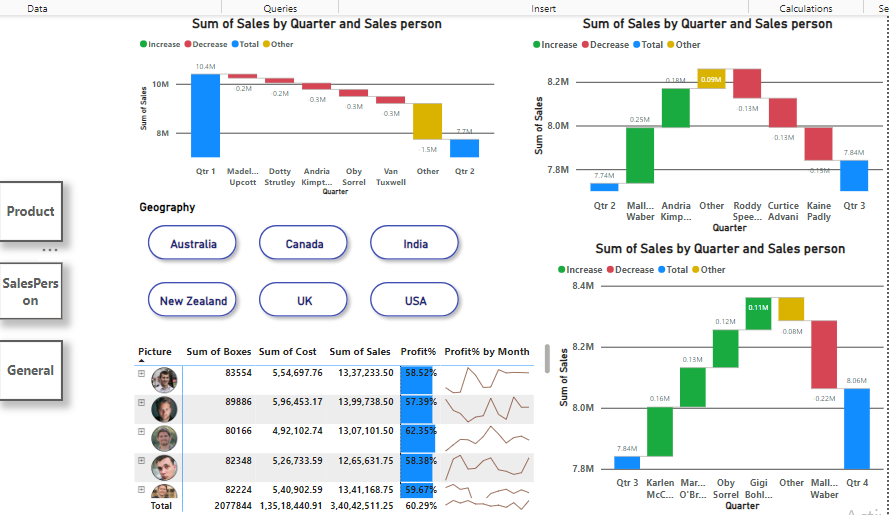 Data Queries Insert Calculations Se
Sum of Sales by Quarter and Sales person
Increase Decrease Total Other
Sum of Sales
10M
8M
10.4M
0.2M
0.2M
0.3M
0.3M
0.3M
1.5M
7.7M
Qtr 1 Madel... Dotty Andria Oby Van Other Qtr 2
Upcott Strutley Kimpt... Sorrel Tuxwell
Quarter
Sum of Sales by Quarter and Sales person
Increase Decrease Total Other
Sum of Sales
8.2M
8.0M
7.8M
7.74M
0.25M
0.18M
0.09M
-0.13M
-0.13M
-0.15M
7.84M
Qtr 2 Mall... Andria Other Roddy Curtice Kaine Qtr 3
Waber Kimp... Spee... Advani Padly
Quarter
Product
...
SalesPers
on
General
Geography
Australia Canada India
New Zealand UK USA
Sum of Sales by Quarter and Sales person
Increase Decrease Total Other
Sum of Sales
8.4M
8.2M
8.0M
7.8M
7.84M
0.16M
0.13M
0.12M
0.11M
-0.08M
-0.22M
8.06M
Qtr 3 Karlen Mar... Oby Gigi Other Mall... Qtr 4
McC... O'Br... Sorrel Bohl... Waber
Quarter
Picture Sum of Boxes Sum of Cost Sum of Sales Profit% Profit% by Month
83554 5,54,697.76 13,37,233.50 58.52%
89886 5,96,453.17 13,99,738.50 57.39%
80166 4,92,102.74 13,07,101.50 62.35%
82348 5,26,733.59 12,65,631.75 58.38%
82224 5,40,902.59 13,41,168.75 59.67%
Total 2077844 1,35,18,440.91 3,40,42,511.25 60.29%